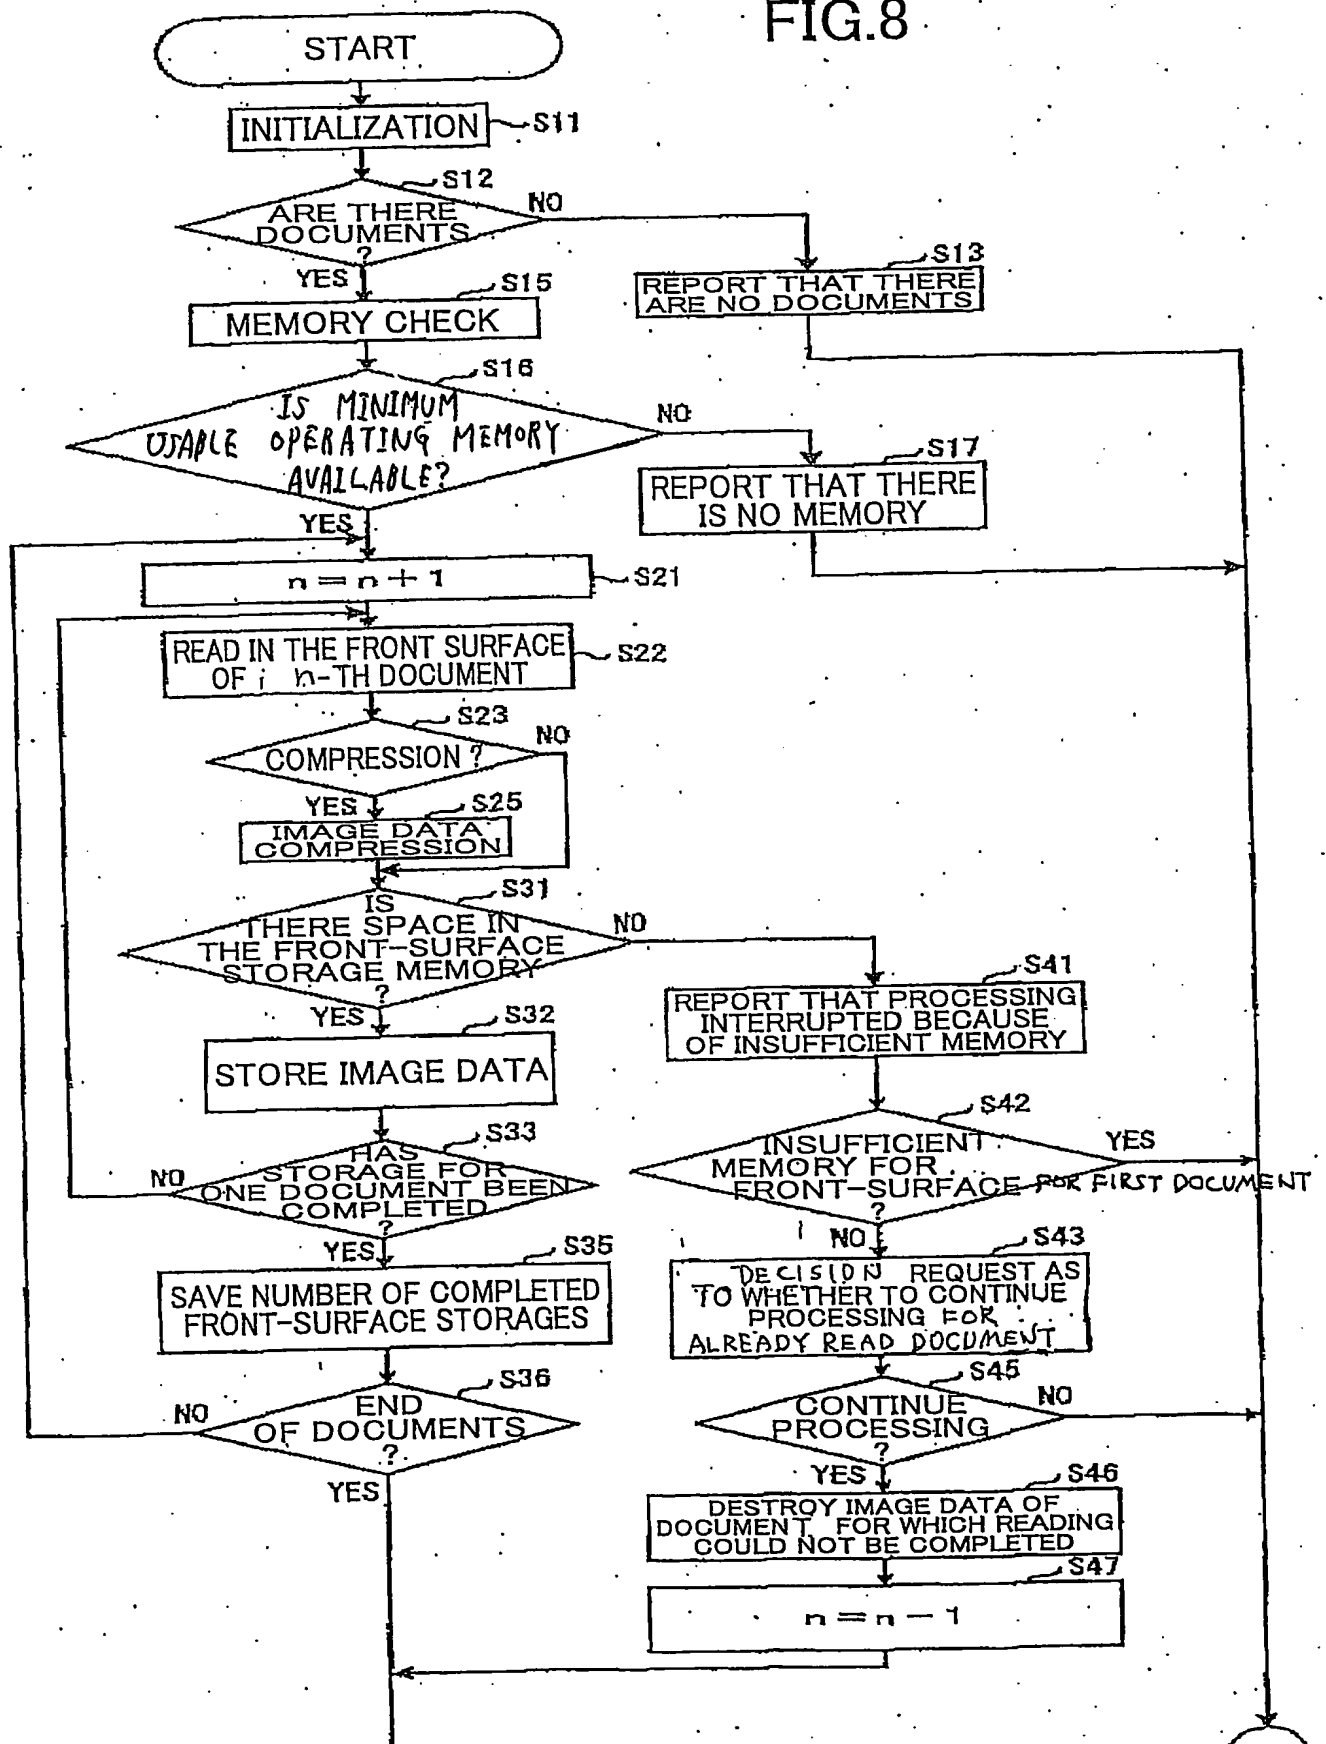 FIG.8
START
INITIALIZATION
S11
S12
ARE THERE
DOCUMENTS
?
NO
YES
S13
REPORT THAT THERE
ARE NO DOCUMENTS
S15
MEMORY CHECK
S16
IS MINIMUM
USABLE OPERATING MEMORY
AVAILABLE?
NO
YES
S17
REPORT THAT THERE
IS NO MEMORY
n=n+1
S21
READ IN THE FRONT SURFACE
OF i n-TH DOCUMENT
S22
S23
COMPRESSION ?
NO
YES
S25
IMAGE DATA
COMPRESSION
S31
IS
THERE SPACE IN
THE FRONT-SURFACE
STORAGE MEMORY
?
NO
YES
S32
STORE IMAGE DATA
S33
HAS
STORAGE FOR
ONE DOCUMENT BEEN
COMPLETED
?
NO
YES
S35
SAVE NUMBER OF COMPLETED
FRONT-SURFACE STORAGES
S36
END
OF DOCUMENTS
?
NO
YES
S41
REPORT THAT PROCESSING
INTERRUPTED BECAUSE
OF INSUFFICIENT MEMORY
S42
INSUFFICIENT
MEMORY FOR
FRONT-SURFACE FOR FIRST DOCUMENT
?
YES
NO
S43
DECISION REQUEST AS
TO WHETHER TO CONTINUE
PROCESSING FOR
ALREADY READ DOCUMENT
S45
CONTINUE
PROCESSING
?
NO
YES
S46
DESTROY IMAGE DATA OF
DOCUMENT FOR WHICH READING
COULD NOT BE COMPLETED
S47
n=n-1